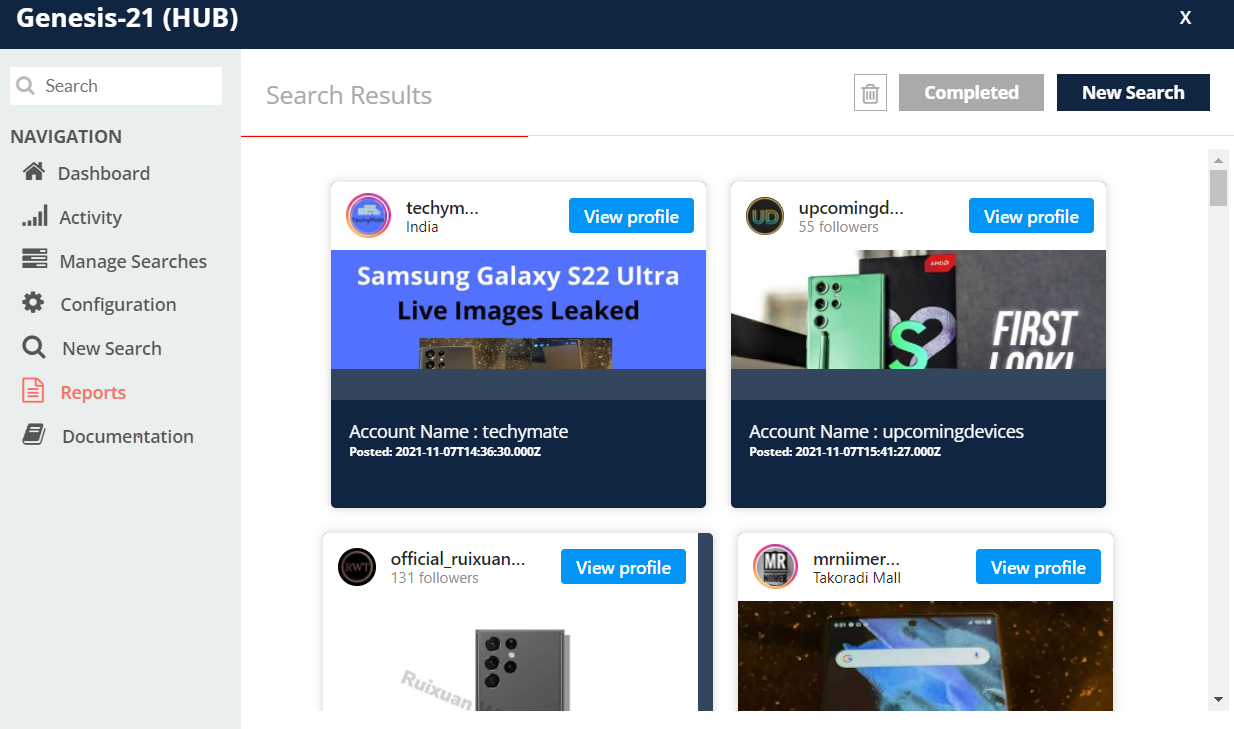 Genesis-21 (HUB)
X
Search
NAVIGATION
Dashboard
Activity
Manage Searches
Configuration
New Search
Reports
Documentation
Search Results
Completed
New Search
techym...
India
View profile
TechyMate
Samsung Galaxy S22 Ultra
Live Images Leaked
Account Name : techymate
Posted: 2021-11-07T14:36:30.000Z
upcomingd...
55 followers
View profile
UD
AMD21
S
FIRST
LOOK!
Account Name : upcomingdevices
Posted: 2021-11-07T15:41:27.000Z
official_ruixuan...
131 followers
View profile
RWT
Ruixuan
mrniimer...
Takoradi Mall
View profile
MR
NIIMER
G